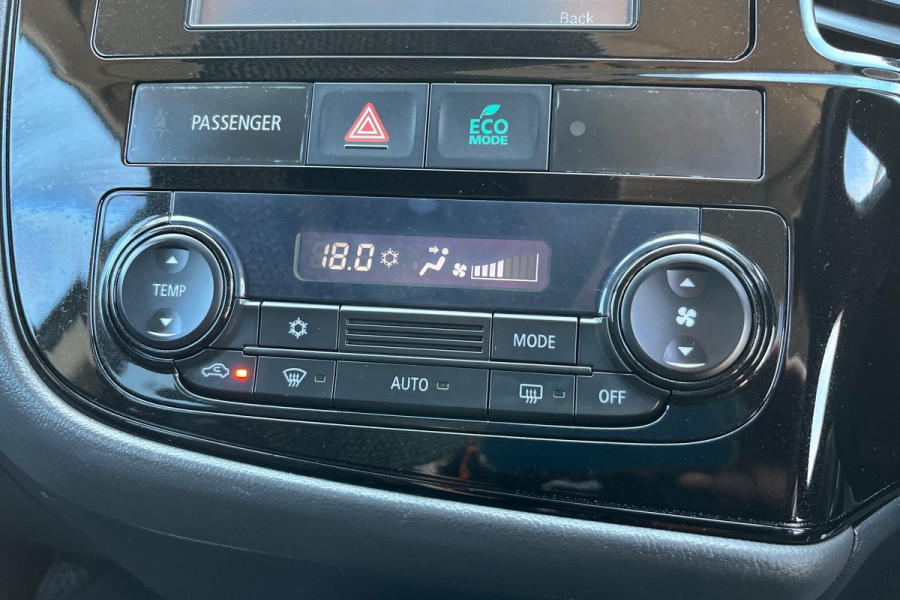 Back
PASSENGER
ECO
MODE
18.0
TEMP
MODE
AUTO
OFF